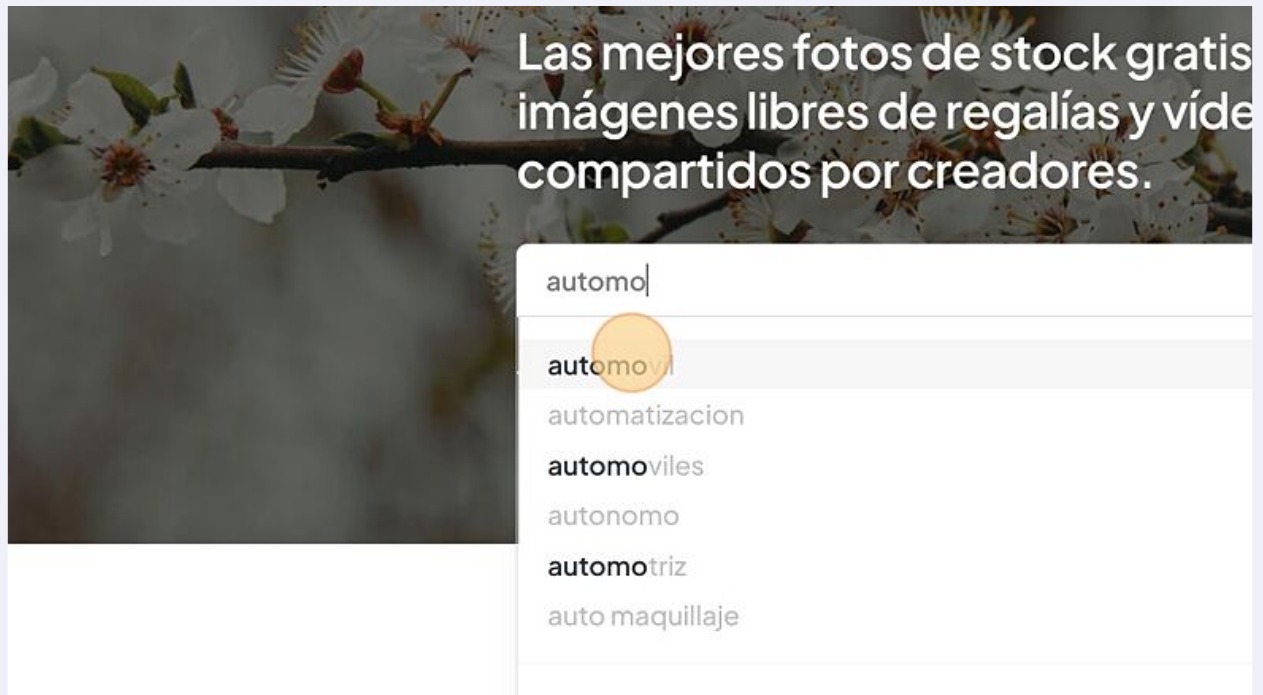 Las mejores fotos de stock gratis
imágenes libres de regalías y víde
compartidos por creadores.
automo
automovil
automatizacion
automoviles
autonomo
automotriz
auto maquillaje